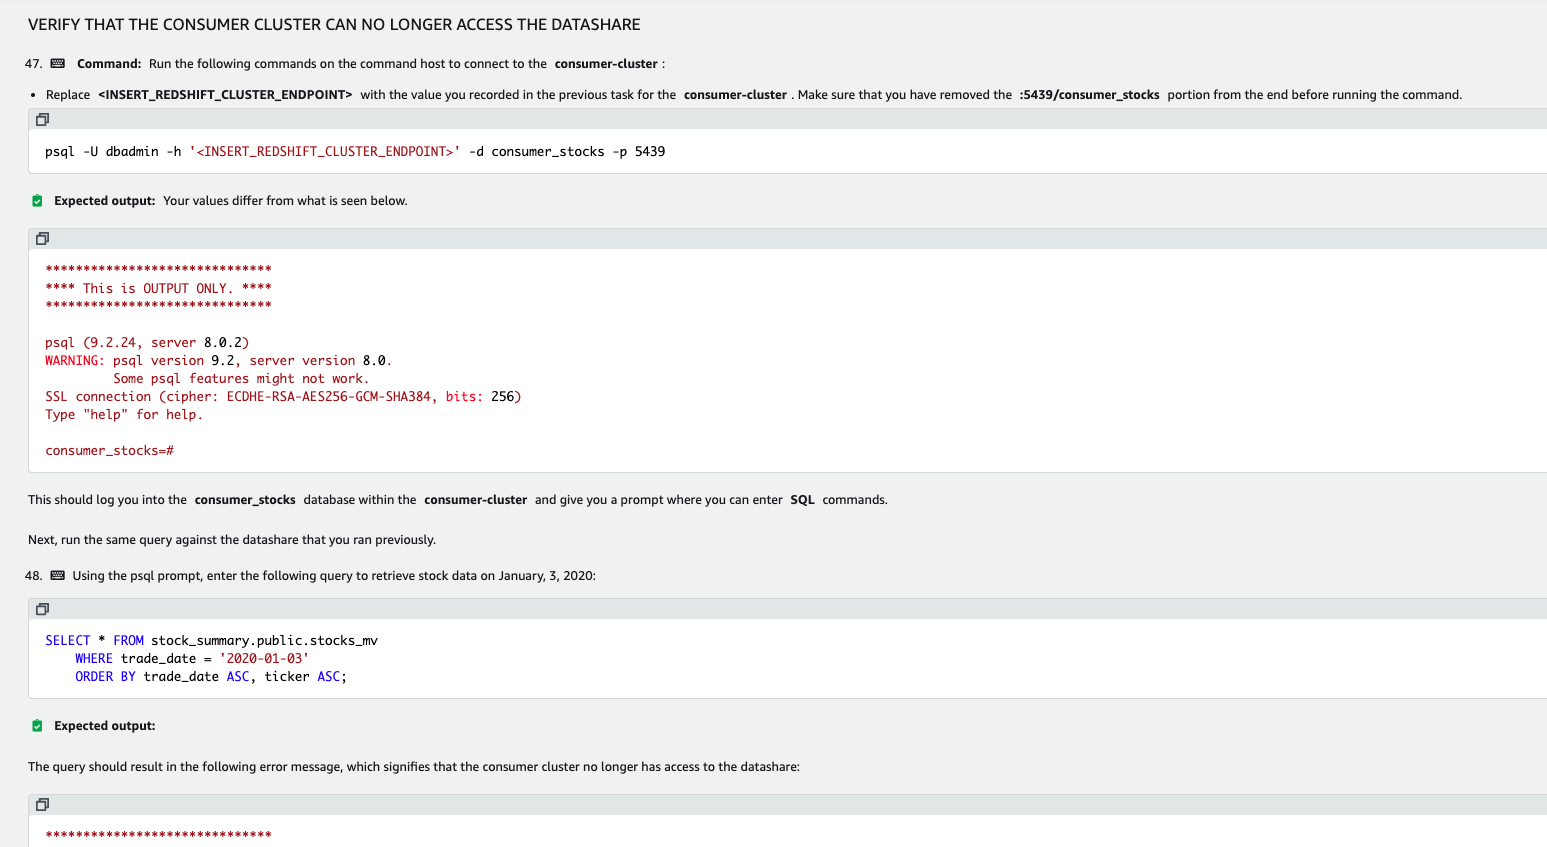 VERIFY THAT THE CONSUMER CLUSTER CAN NO LONGER ACCESS THE DATASHARE
47. Command: Run the following commands on the command host to connect to the consumer-cluster :
• Replace <INSERT_REDSHIFT_CLUSTER_ENDPOINT> with the value you recorded in the previous task for the consumer-cluster . Make sure that you have removed the :5439/consumer_stocks portion from the end before running the command.
psql -U dbadmin -h '<INSERT_REDSHIFT_CLUSTER_ENDPOINT>' -d consumer_stocks -p 5439
Expected output: Your values differ from what is seen below.
******************************
**** This is OUTPUT ONLY. ****
******************************
psql (9.2.24, server 8.0.2)
WARNING: psql version 9.2, server version 8.0.
Some psql features might not work.
SSL connection (cipher: ECDHE-RSA-AES256-GCM-SHA384, bits: 256)
Type "help" for help.
consumer_stocks=#
This should log you into the consumer_stocks database within the consumer-cluster and give you a prompt where you can enter SQL commands.
Next, run the same query against the datashare that you ran previously.
48. Using the psql prompt, enter the following query to retrieve stock data on January, 3, 2020:
SELECT * FROM stock_summary.public.stocks_mv
WHERE trade_date = '2020-01-03'
ORDER BY trade_date ASC, ticker ASC;
Expected output:
The query should result in the following error message, which signifies that the consumer cluster no longer has access to the datashare:
******************************